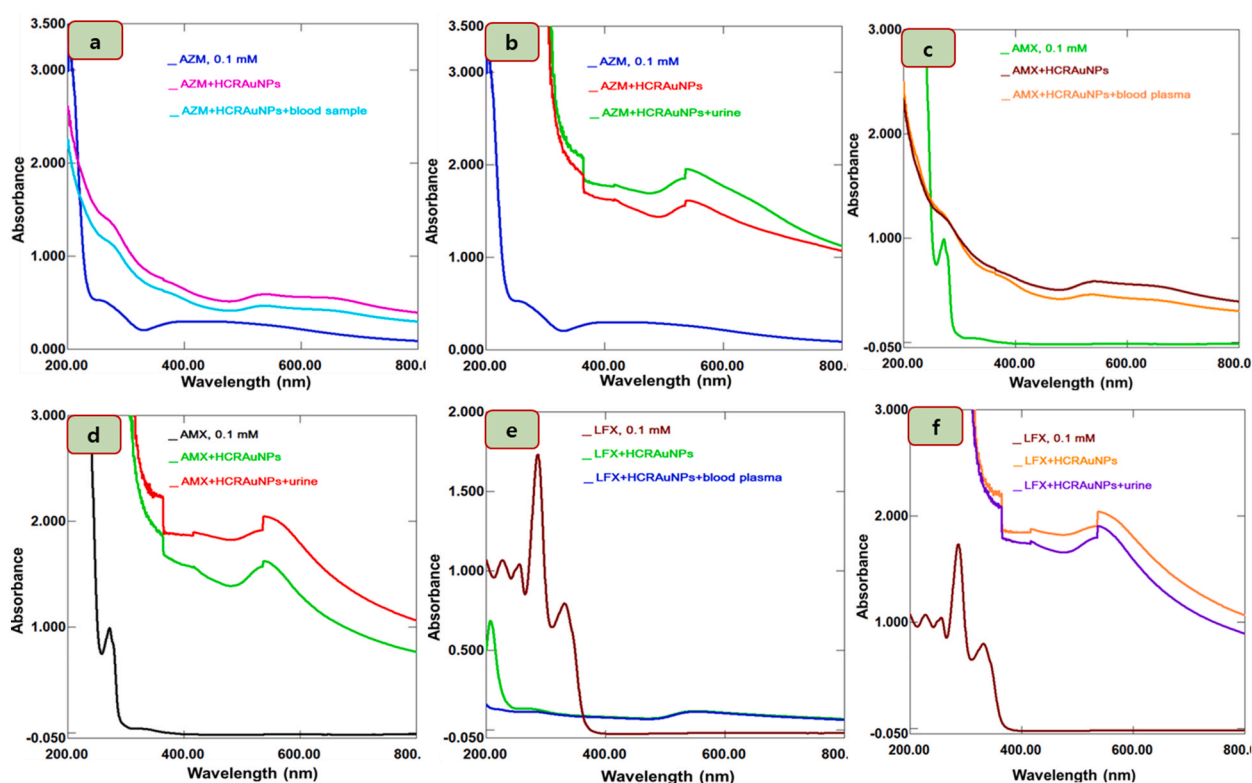 a
3.500
3.000
2.000
1.000
0.000
Absorbance
_ AZM, 0.1 mM
_ AZM+HCRAuNPs
_ AZM+HCRAuNPs+blood sample
200.00 400.00 600.00 800.
Wavelength (nm)
b
3.500
3.000
2.000
1.000
0.000
Absorbance
_ AZM, 0.1 mM
_ AZM+HCRAuNPs
_ AZM+HCRAuNPs+urine
200.00 400.00 600.00 800.0
Wavelength (nm)
c
3.000
2.000
1.000
-0.050
Absorbance
_ AMX, 0.1 mM
_ AMX+HCRAuNPs
_ AMX+HCRAuNPs+blood plasma
200.00 400.00 600.00 800.0
Wavelength (nm)
d
3.000
2.000
1.000
-0.050
Absorbance
_ AMX, 0.1 mM
_ AMX+HCRAuNPs
_ AMX+HCRAuNPs+urine
200.00 400.00 600.00 800.
Wavelength (nm)
e
2.000
1.500
1.000
0.500
-0.050
Absorbance
_ LFX, 0.1 mM
_ LFX+HCRAuNPs
_ LFX+HCRAuNPs+blood plasma
200.00 400.00 600.00 800.0
Wavelength (nm)
f
3.000
2.000
1.000
-0.050
Absorbance
_ LFX, 0.1 mM
_ LFX+HCRAuNPs
_ LFX+HCRAuNPs+urine
200.00 400.00 600.00 800.0
Wavelength (nm)